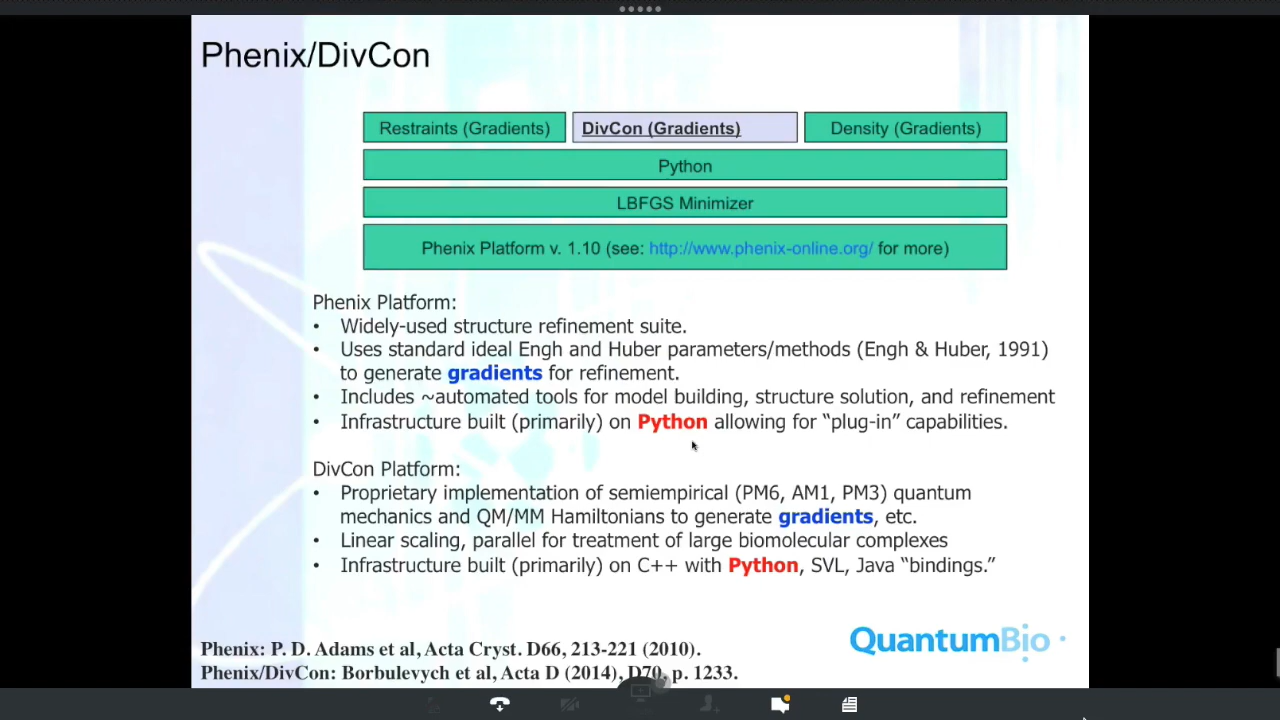 Phenix/DivCon
Restraints (Gradients) DivCon (Gradients) Density (Gradients)
Python
LBFGS Minimizer
Phenix Platform v. 1.10 (see: http://www.phenix-online.org/ for more)
Phenix Platform:
• Widely-used structure refinement suite.
• Uses standard ideal Engh and Huber parameters/methods (Engh & Huber, 1991)
to generate gradients for refinement.
• Includes ~automated tools for model building, structure solution, and refinement
• Infrastructure built (primarily) on Python allowing for “plug-in” capabilities.
DivCon Platform:
• Proprietary implementation of semiempirical (PM6, AM1, PM3) quantum
mechanics and QM/MM Hamiltonians to generate gradients, etc.
• Linear scaling, parallel for treatment of large biomolecular complexes
• Infrastructure built (primarily) on C++ with Python, SVL, Java “bindings.”
QuantumBio
Phenix: P. D. Adams et al, Acta Cryst. D66, 213-221 (2010).
Phenix/DivCon: Borbulevych et al, Acta D (2014), D70, p. 1233.